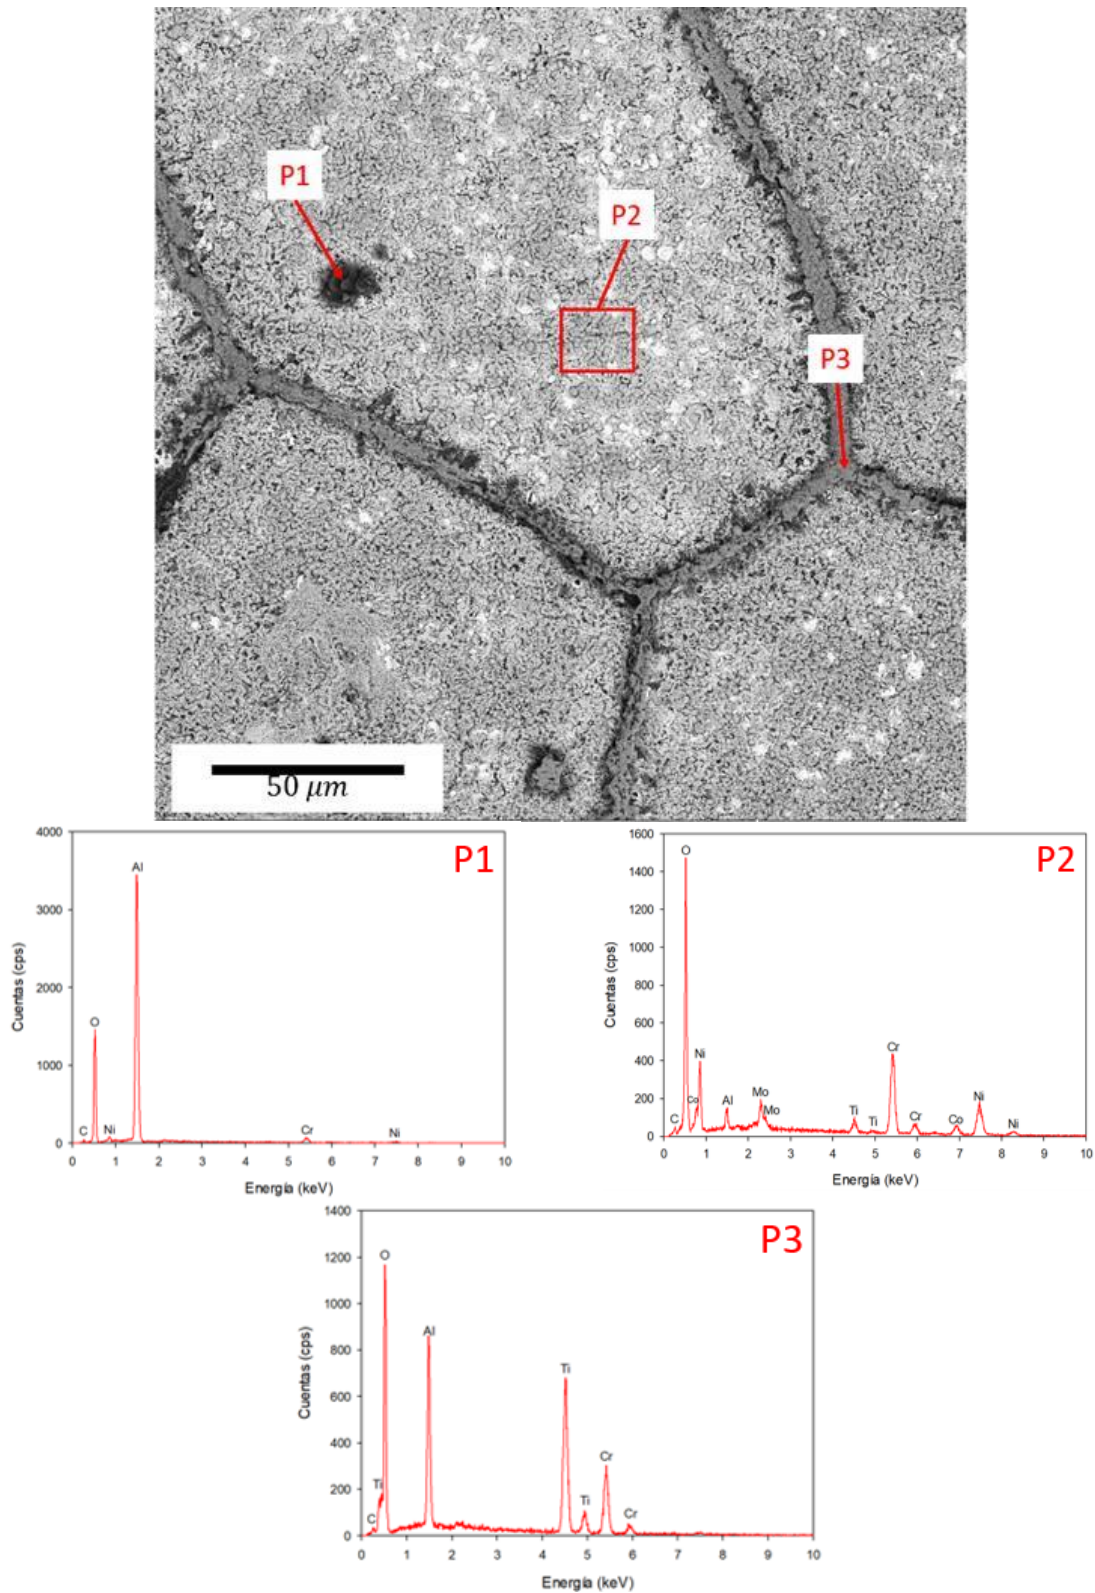 P1
P2
P3
50 μm
P1
4000
3000
2000
1000
0
Cuentas (cps)
C
O
Ni
Al
Cr
Ni
0 1 2 3 4 5 6 7 8 9 10
Energía (keV)
P2
1600
1400
1200
1000
800
600
400
200
0
Cuentas (cps)
C
O
Co
Ni
Al
Mo
Mo
Ti
Ti
Cr
Cr
Co
Ni
Ni
0 1 2 3 4 5 6 7 8 9 10
Energía (keV)
P3
1400
1200
1000
800
600
400
200
0
Cuentas (cps)
C
Ti
O
Al
Ti
Ti
Cr
Cr
0 1 2 3 4 5 6 7 8 9 10
Energía (keV)